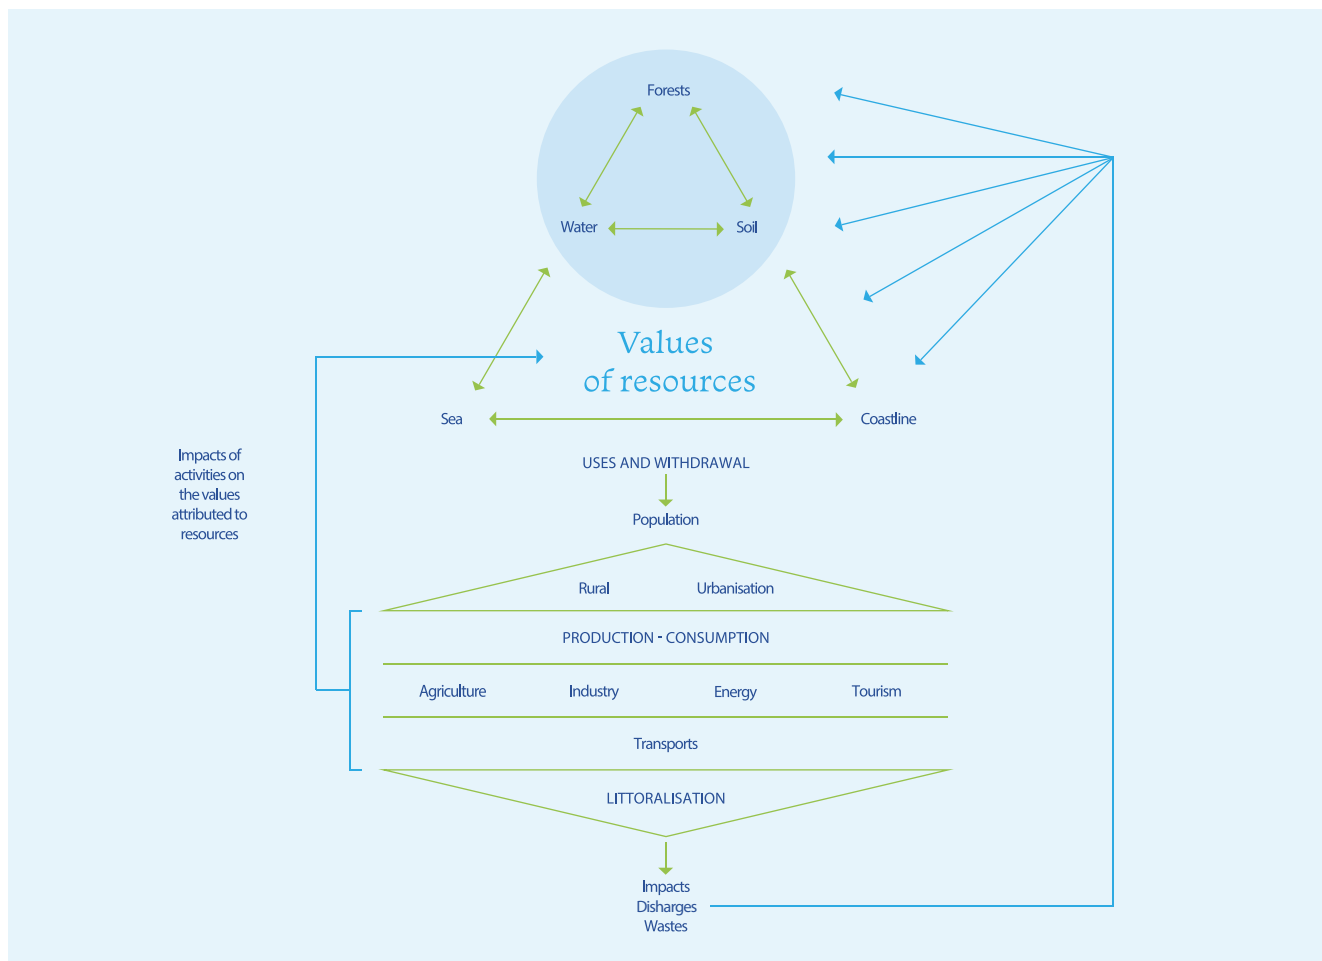 Forests
Water
Soil
Values
of resources
Sea
Coastline
Impacts of
activities on
the values
attributed to
resources
USES AND WITHDRAWAL
Population
Rural
Urbanisation
PRODUCTION - CONSUMPTION
Agriculture
Industry
Energy
Tourism
Transports
LITTORALISATION
Impacts
Disharges
Wastes